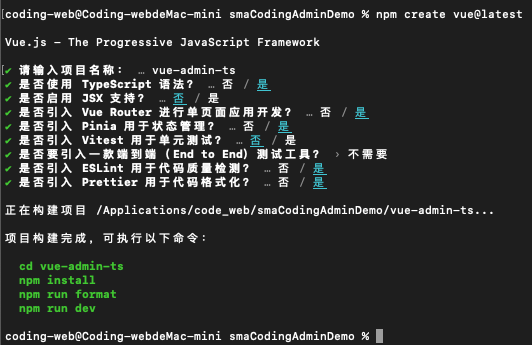 [coding-web@Coding-webdeMac-mini smaCodingAdminDemo % npm create vue@latest
Vue.js – The Progressive JavaScript Framework
[✔ 请输入项目名称： … vue-admin-ts
✔ 是否使用 TypeScript 语法？ … 否 / 是
✔ 是否启用 JSX 支持？ … 否 / 是
✔ 是否引入 Vue Router 进行单页面应用开发？ … 否 / 是
✔ 是否引入 Pinia 用于状态管理？ … 否 / 是
✔ 是否引入 Vitest 用于单元测试？ … 否 / 是
✔ 是否要引入一款端到端（End to End）测试工具？ › 不需要
✔ 是否引入 ESLint 用于代码质量检测？ … 否 / 是
✔ 是否引入 Prettier 用于代码格式化？ … 否 / 是
正在构建项目 /Applications/code_web/smaCodingAdminDemo/vue-admin-ts...
项目构建完成，可执行以下命令：
cd vue-admin-ts
npm install
npm run format
npm run dev
coding-web@Coding-webdeMac-mini smaCodingAdminDemo %